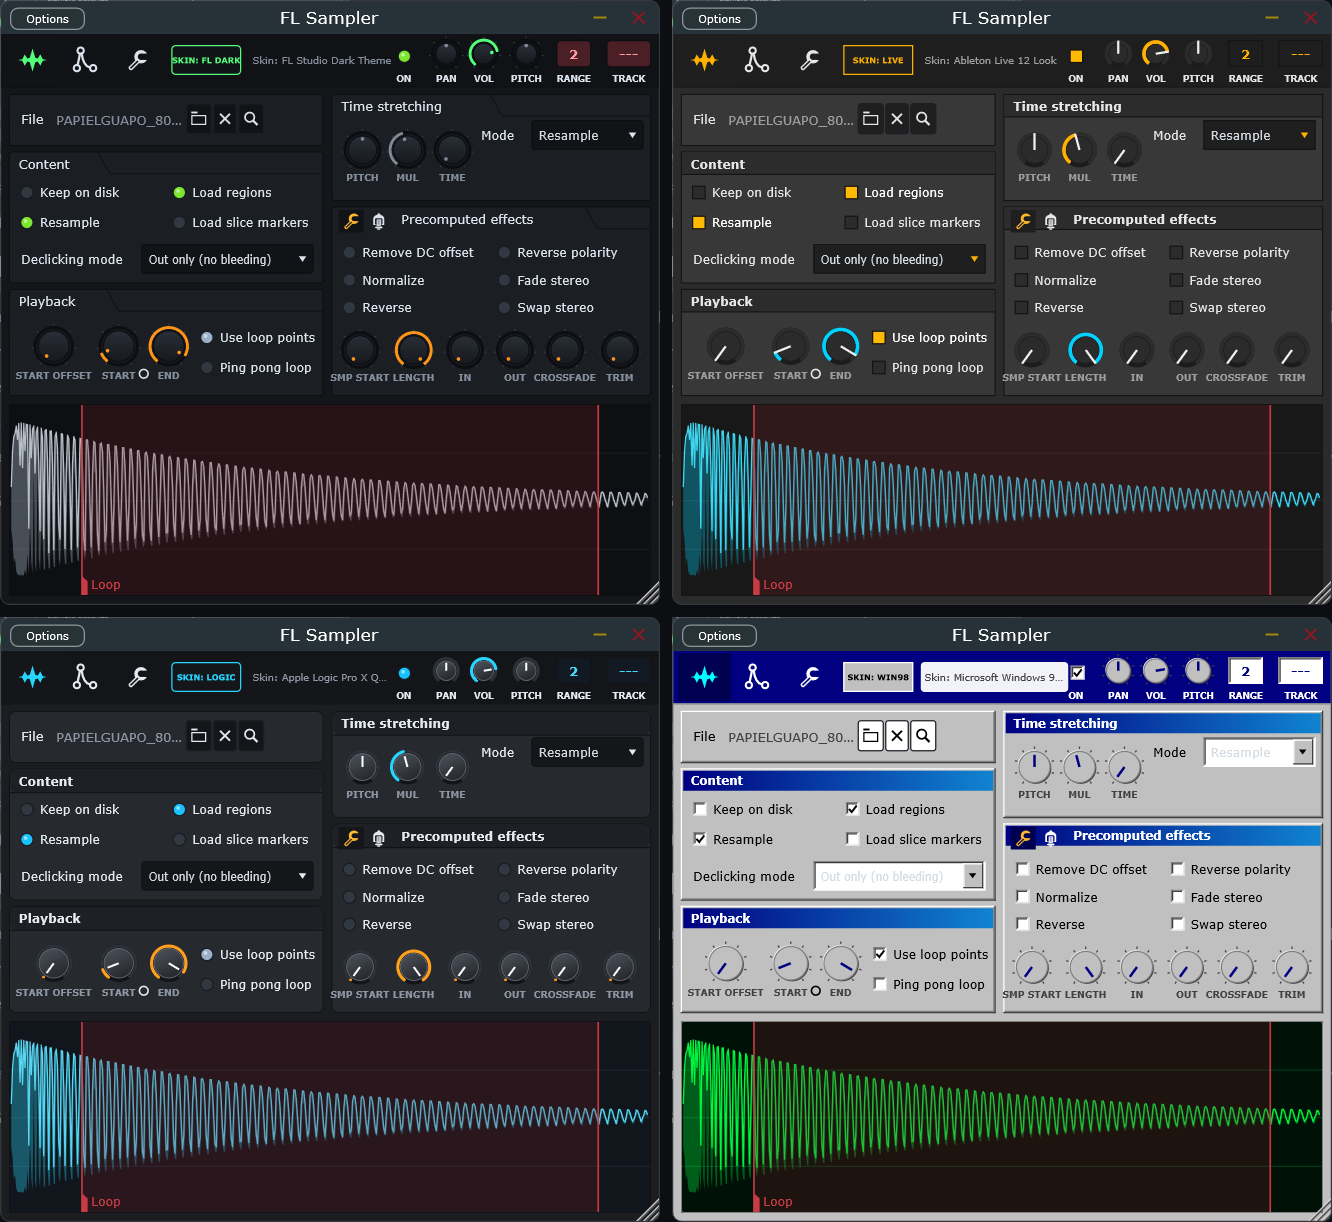 Options
FL Sampler
SKIN: FL DARK
Skin: FL Studio Dark Theme
ON
PAN
VOL
PITCH
2
RANGE
---
TRACK
File
PAPIELGUAPO_80...
Content
Keep on disk
Load regions
Resample
Load slice markers
Declicking mode
Out only (no bleeding)
Playback
Use loop points
Ping pong loop
START OFFSET
START
END
Time stretching
Mode
Resample
PITCH
MUL
TIME
Precomputed effects
Remove DC offset
Reverse polarity
Normalize
Fade stereo
Reverse
Swap stereo
SMP START
LENGTH
IN
OUT
CROSSFADE
TRIM
Loop
Options
FL Sampler
SKIN: LIVE
Skin: Ableton Live 12 Look
ON
PAN
VOL
PITCH
2
RANGE
---
TRACK
File
PAPIELGUAPO_80...
Content
Keep on disk
Load regions
Resample
Load slice markers
Declicking mode
Out only (no bleeding)
Playback
Use loop points
Ping pong loop
START OFFSET
START
END
Time stretching
Mode
Resample
PITCH
MUL
TIME
Precomputed effects
Remove DC offset
Reverse polarity
Normalize
Fade stereo
Reverse
Swap stereo
SMP START
LENGTH
IN
OUT
CROSSFADE
TRIM
Loop
Options
FL Sampler
SKIN: LOGIC
Skin: Apple Logic Pro X Q...
ON
PAN
VOL
PITCH
2
RANGE
---
TRACK
File
PAPIELGUAPO_80...
Content
Keep on disk
Load regions
Resample
Load slice markers
Declicking mode
Out only (no bleeding)
Playback
Use loop points
Ping pong loop
START OFFSET
START
END
Time stretching
Mode
Resample
PITCH
MUL
TIME
Precomputed effects
Remove DC offset
Reverse polarity
Normalize
Fade stereo
Reverse
Swap stereo
SMP START
LENGTH
IN
OUT
CROSSFADE
TRIM
Loop
Options
FL Sampler
SKIN: WIN98
Skin: Microsoft Windows 9...
ON
PAN
VOL
PITCH
2
RANGE
---
TRACK
File
PAPIELGUAPO_80...
Content
Keep on disk
Load regions
Resample
Load slice markers
Declicking mode
Out only (no bleeding)
Playback
Use loop points
Ping pong loop
START OFFSET
START
END
Time stretching
Mode
Resample
PITCH
MUL
TIME
Precomputed effects
Remove DC offset
Reverse polarity
Normalize
Fade stereo
Reverse
Swap stereo
SMP START
LENGTH
IN
OUT
CROSSFADE
TRIM
Loop